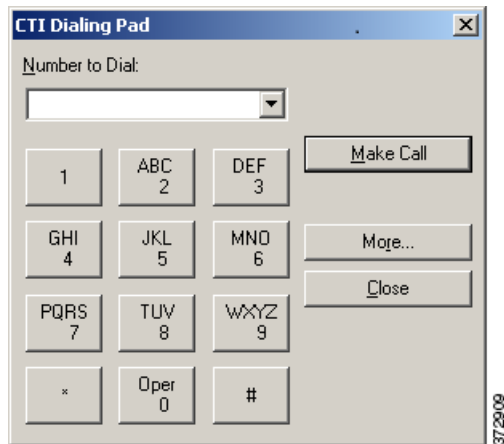 CTI Dialing Pad
Number to Dial:
Make Call
1
ABC
2
DEF
3
GHI
4
JKL
5
MNO
6
More...
Close
PQRS
7
TUV
8
WXYZ
9
*
Oper
0
#
372909